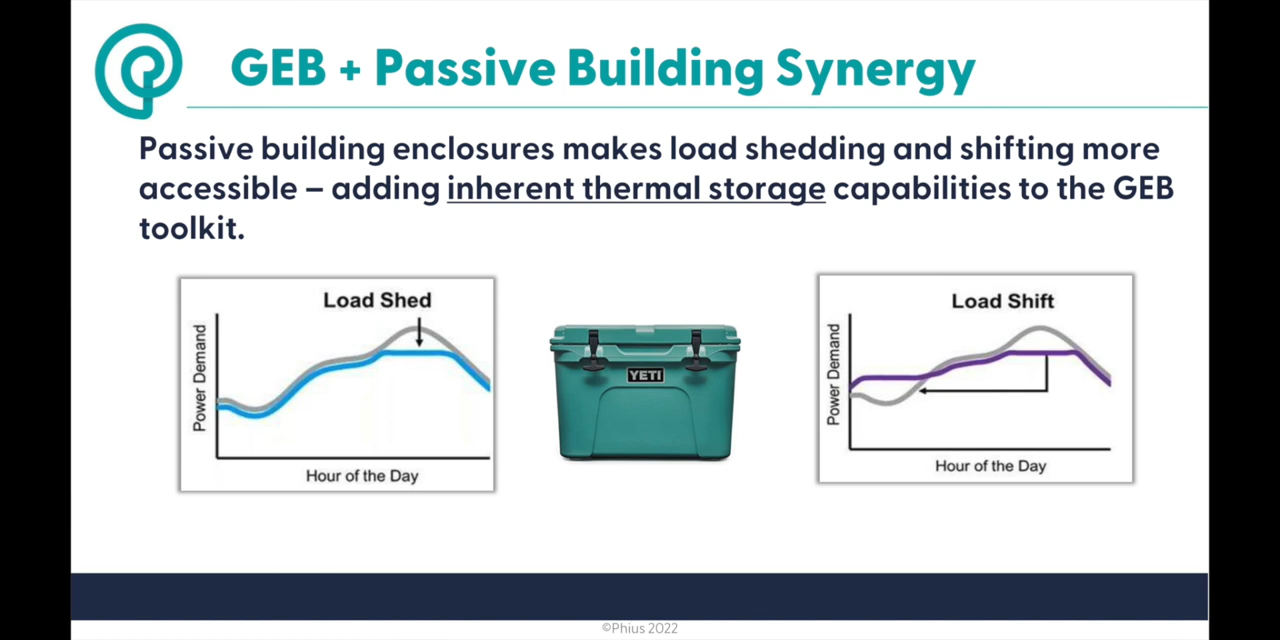 GEB + Passive Building Synergy
Passive building enclosures makes load shedding and shifting more
accessible – adding inherent thermal storage capabilities to the GEB
toolkit.
Load Shed
Power Demand
Hour of the Day
YETI
Load Shift
Power Demand
Hour of the Day
©Phius 2022